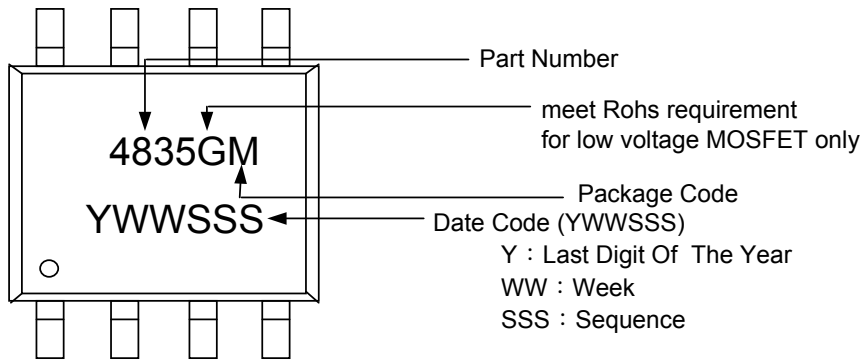 Part Number
meet Rohs requirement
for low voltage MOSFET only
4835GM
Package Code
YWWSSS
Date Code (YWWSSS)
Y：Last Digit Of The Year
WW：Week
SSS：Sequence